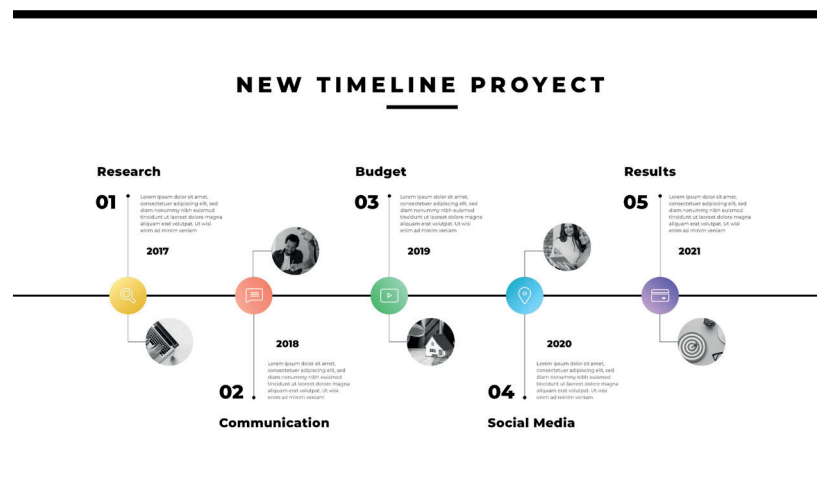 NEW TIMELINE PROYECT
Research
01
Lorem ipsum dolor sit amet,
consectetuer adipiscing elit, sed
diam nonummy nibh euismod
tincidunt ut laoreet dolore magna
aliquam erat volutpat. Ut wisi
enim ad minim veniam
2017
2018
Lorem ipsum dolor sit amet,
consectetuer adipiscing elit, sed
diam nonummy nibh euismod
tincidunt ut laoreet dolore magna
aliquam erat volutpat. Ut wisi
enim ad minim veniam
02
Communication
Budget
03
Lorem ipsum dolor sit amet,
consectetuer adipiscing elit, sed
diam nonummy nibh euismod
tincidunt ut laoreet dolore magna
aliquam erat volutpat. Ut wisi
enim ad minim veniam
2019
2020
Lorem ipsum dolor sit amet,
consectetuer adipiscing elit, sed
diam nonummy nibh euismod
tincidunt ut laoreet dolore magna
aliquam erat volutpat. Ut wisi
enim ad minim veniam
04
Social Media
Results
05
Lorem ipsum dolor sit amet,
consectetuer adipiscing elit, sed
diam nonummy nibh euismod
tincidunt ut laoreet dolore magna
aliquam erat volutpat. Ut wisi
enim ad minim veniam
2021